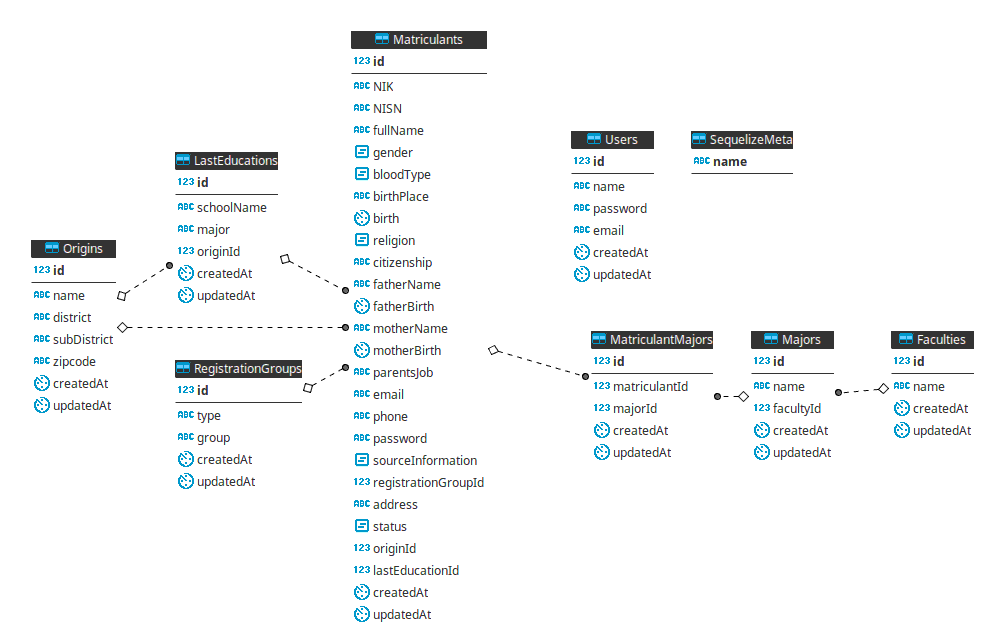 Matriculants
123 id
ABC NIK
ABC NISN
ABC fullName
gender
bloodType
ABC birthPlace
birth
religion
ABC citizenship
ABC fatherName
fatherBirth
ABC motherName
motherBirth
ABC parentsJob
ABC email
ABC phone
ABC password
sourceInformation
123 registrationGroupId
ABC address
status
123 originId
123 lastEducationId
createdAt
updatedAt
LastEducations
123 id
ABC schoolName
ABC major
123 originId
createdAt
updatedAt
Origins
123 id
ABC name
ABC district
ABC subDistrict
ABC zipcode
createdAt
updatedAt
RegistrationGroups
123 id
ABC type
ABC group
createdAt
updatedAt
Users
123 id
ABC name
ABC password
ABC email
createdAt
updatedAt
SequelizeMeta
ABC name
MatriculantMajors
123 id
123 matriculantId
123 majorId
createdAt
updatedAt
Majors
123 id
ABC name
123 facultyId
createdAt
updatedAt
Faculties
123 id
ABC name
createdAt
updatedAt